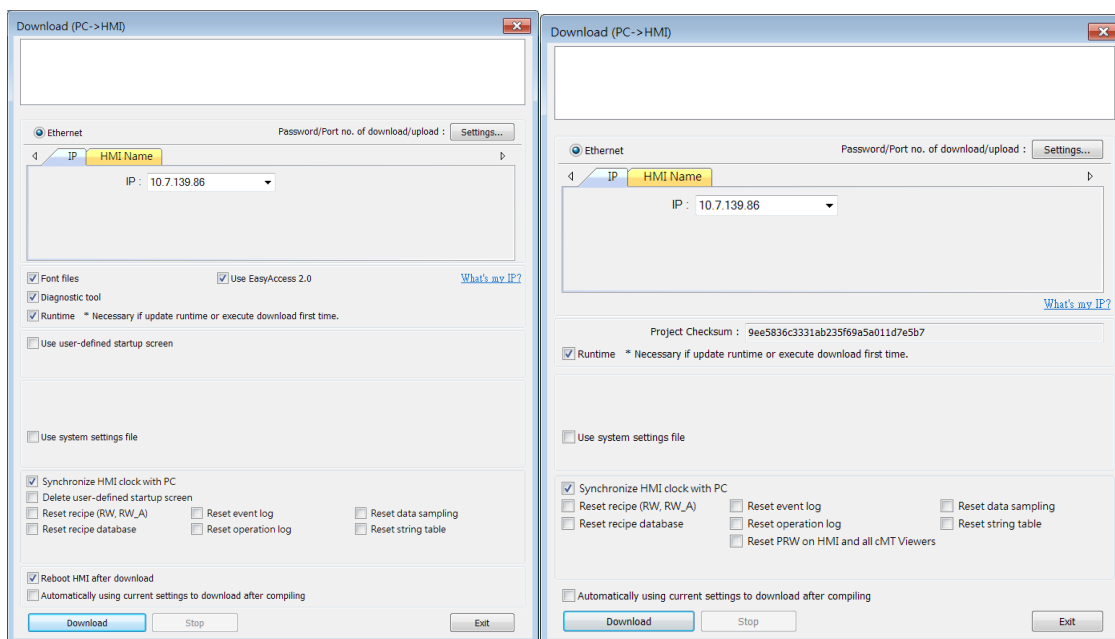 Download (PC->HMI)
Ethernet
Password/Port no. of download/upload :
Settings...
IP
HMI Name
IP :
10.7.139.86
Font files
Use EasyAccess 2.0
What's my IP?
Diagnostic tool
Runtime * Necessary if update runtime or execute download first time.
Use user-defined startup screen
Use system settings file
Synchronize HMI clock with PC
Delete user-defined startup screen
Reset recipe (RW, RW_A)
Reset event log
Reset data sampling
Reset recipe database
Reset operation log
Reset string table
Reboot HMI after download
Automatically using current settings to download after compiling
Download
Stop
Exit
Download (PC->HMI)
Ethernet
Password/Port no. of download/upload :
Settings...
IP
HMI Name
IP :
10.7.139.86
What's my IP?
Project Checksum :
9ee5836c3331ab235f69a5a011d7e5b7
Runtime * Necessary if update runtime or execute download first time.
Use system settings file
Synchronize HMI clock with PC
Reset recipe (RW, RW_A)
Reset event log
Reset data sampling
Reset recipe database
Reset operation log
Reset string table
Reset PRW on HMI and all cMT Viewers
Automatically using current settings to download after compiling
Download
Stop
Exit